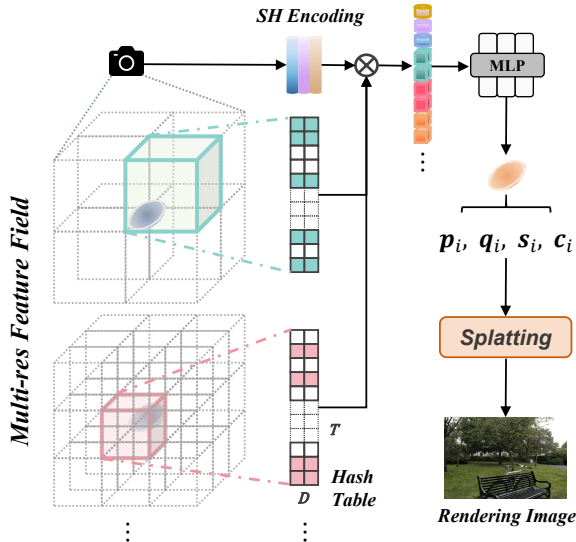 SH Encoding
MLP
Multi-res Feature Field
p_i, q_i, s_i, c_i
Splatting
T
D
Hash
Table
Rendering Image